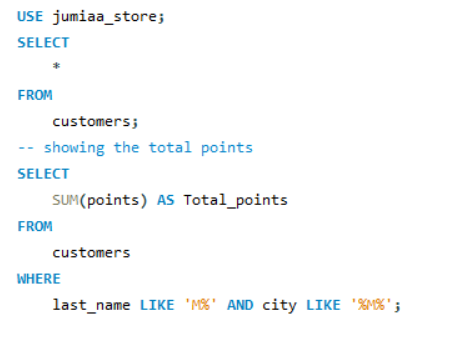 USE jumiaa_store;
SELECT
*
FROM
customers;
-- showing the total points
SELECT
SUM(points) AS Total_points
FROM
customers
WHERE
last_name LIKE 'M%' AND city LIKE '%M%';